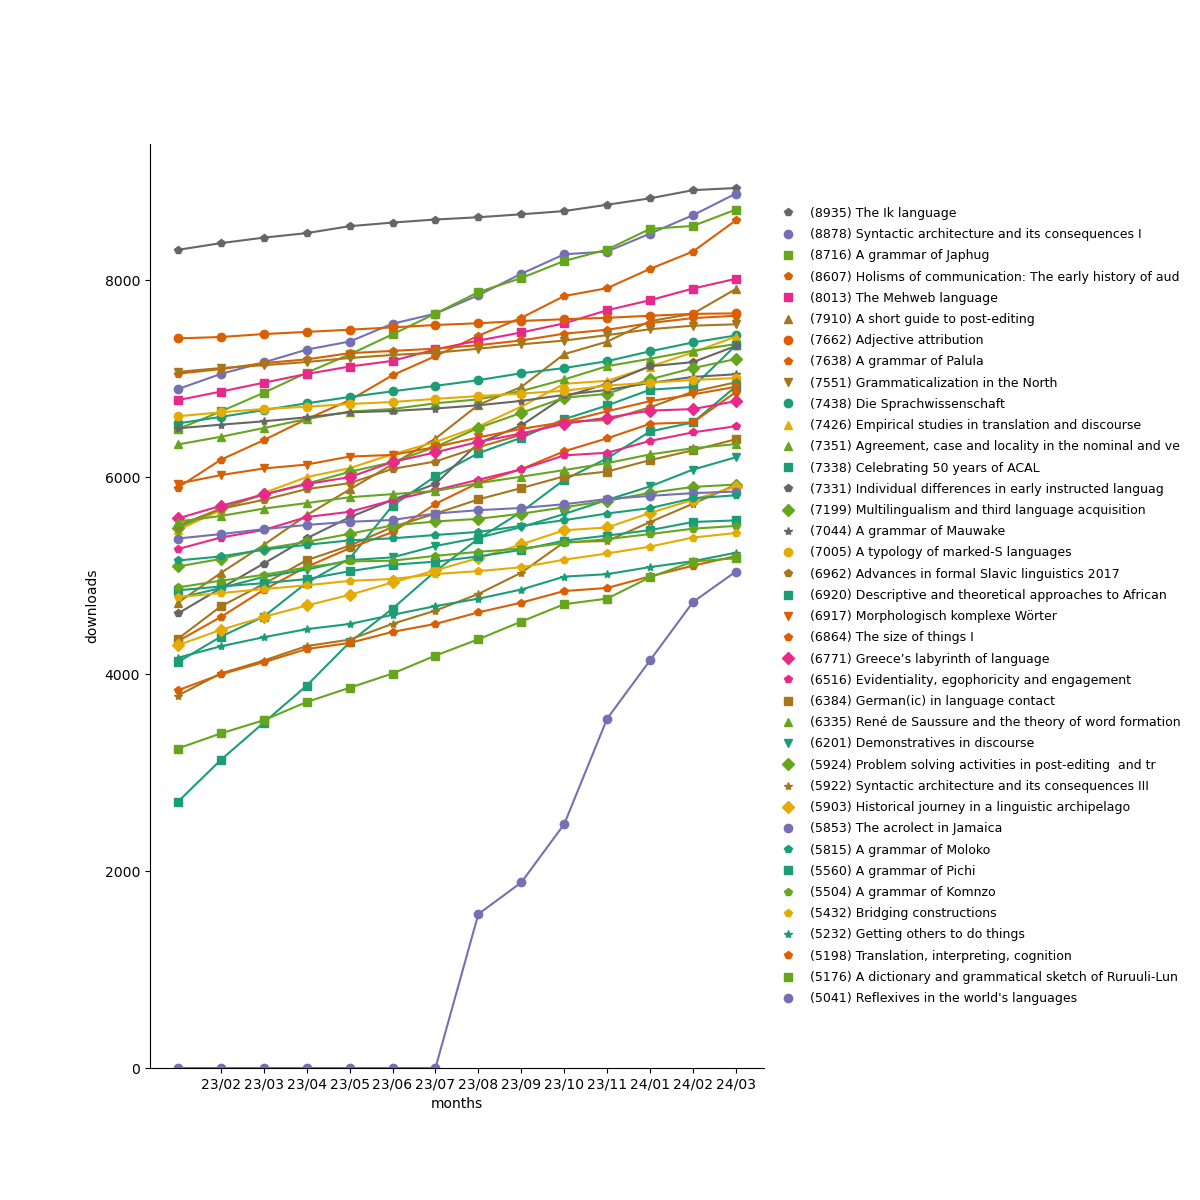 8000
6000
4000
2000
0
downloads
23/02 23/03 23/04 23/05 23/06 23/07 23/08 23/09 23/10 23/11 24/01 24/02 24/03
months
(8935) The Ik language
(8878) Syntactic architecture and its consequences I
(8716) A grammar of Japhug
(8607) Holisms of communication: The early history of aud
(8013) The Mehweb language
(7910) A short guide to post-editing
(7662) Adjective attribution
(7638) A grammar of Palula
(7551) Grammaticalization in the North
(7438) Die Sprachwissenschaft
(7426) Empirical studies in translation and discourse
(7351) Agreement, case and locality in the nominal and ve
(7338) Celebrating 50 years of ACAL
(7331) Individual differences in early instructed languag
(7199) Multilingualism and third language acquisition
(7044) A grammar of Mauwake
(7005) A typology of marked-S languages
(6962) Advances in formal Slavic linguistics 2017
(6920) Descriptive and theoretical approaches to African
(6917) Morphologisch komplexe Wörter
(6864) The size of things I
(6771) Greece’s labyrinth of language
(6516) Evidentiality, egophoricity and engagement
(6384) German(ic) in language contact
(6335) René de Saussure and the theory of word formation
(6201) Demonstratives in discourse
(5924) Problem solving activities in post-editing  and tr
(5922) Syntactic architecture and its consequences III
(5903) Historical journey in a linguistic archipelago
(5853) The acrolect in Jamaica
(5815) A grammar of Moloko
(5560) A grammar of Pichi
(5504) A grammar of Komnzo
(5432) Bridging constructions
(5232) Getting others to do things
(5198) Translation, interpreting, cognition
(5176) A dictionary and grammatical sketch of Ruruuli-Lun
(5041) Reflexives in the world's languages